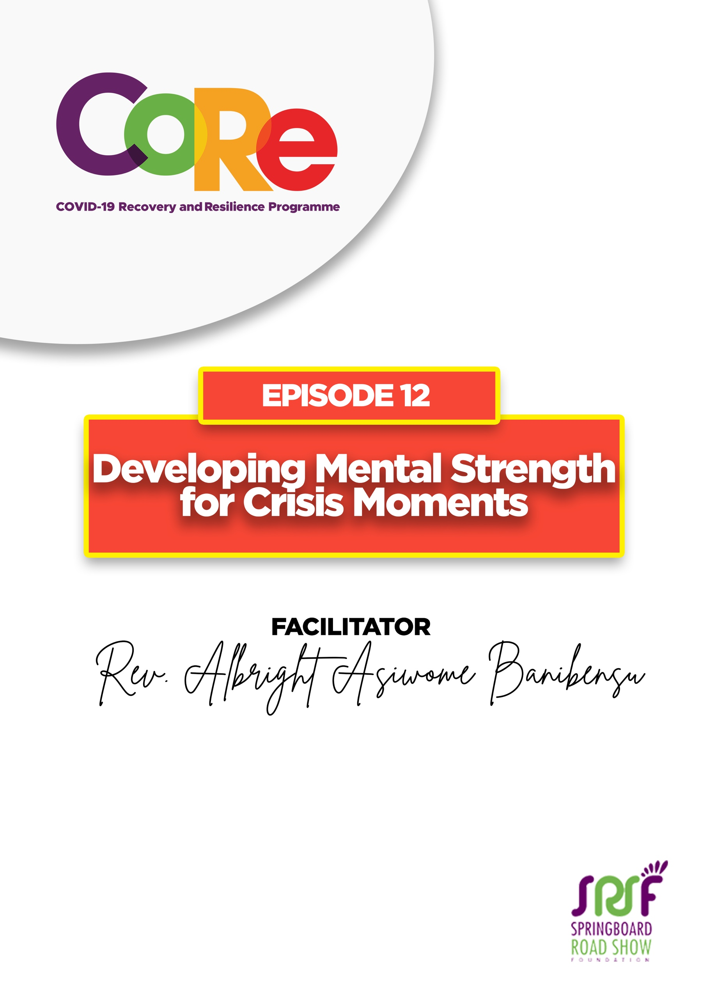 CoRe
COVID-19 Recovery and Resilience Programme
EPISODE 12
Developing Mental Strength
for Crisis Moments
FACILITATOR
Rev. Albright Asiwome Banibensu
SRSF
SPRINGBOARD
ROAD SHOW
FOUNDATION